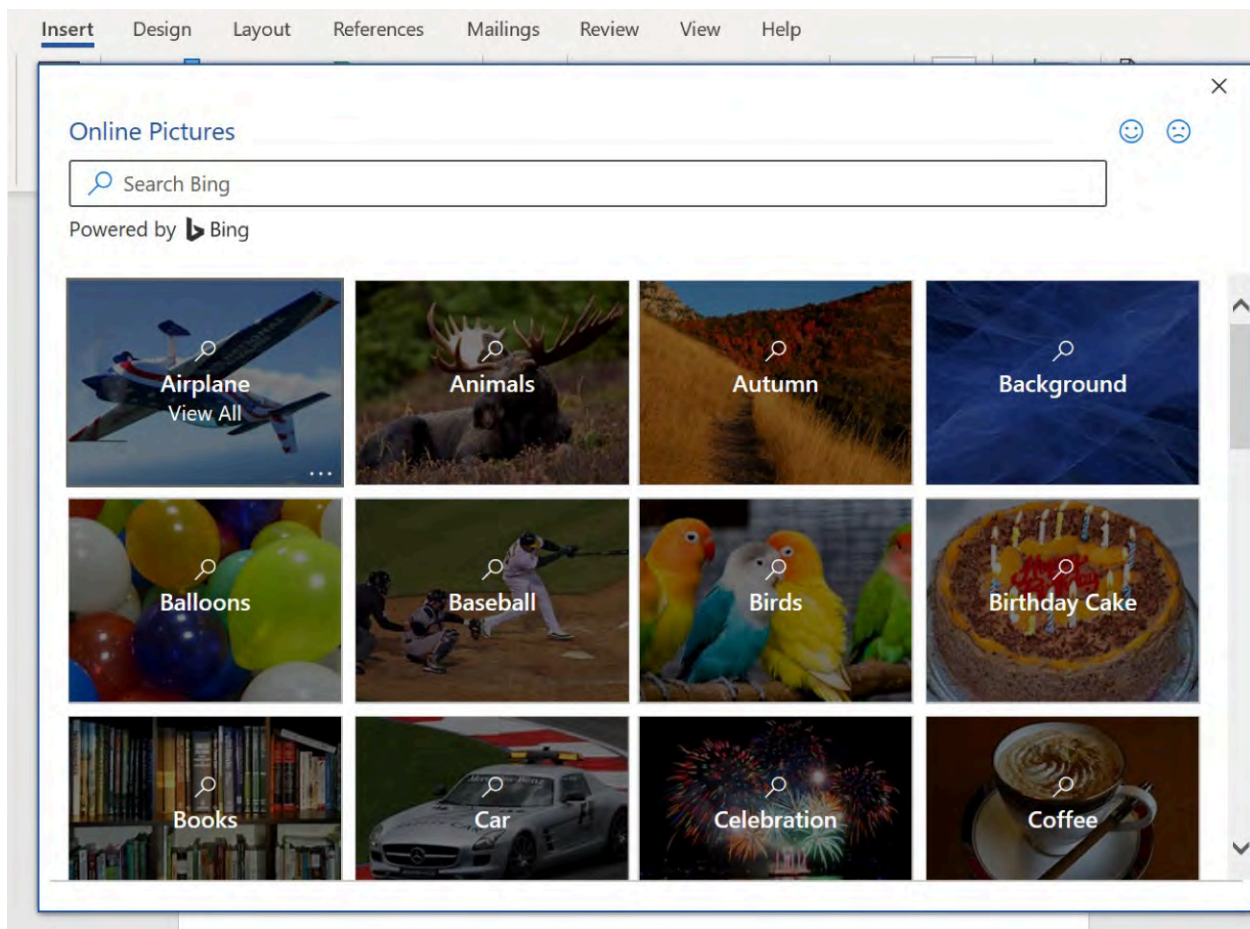 Insert Design Layout References Mailings Review View Help
Online Pictures
Search Bing
Powered by Bing
Airplane
View All
Animals
Autumn
Background
Balloons
Baseball
Birds
Birthday Cake
Books
Car
Celebration
Coffee